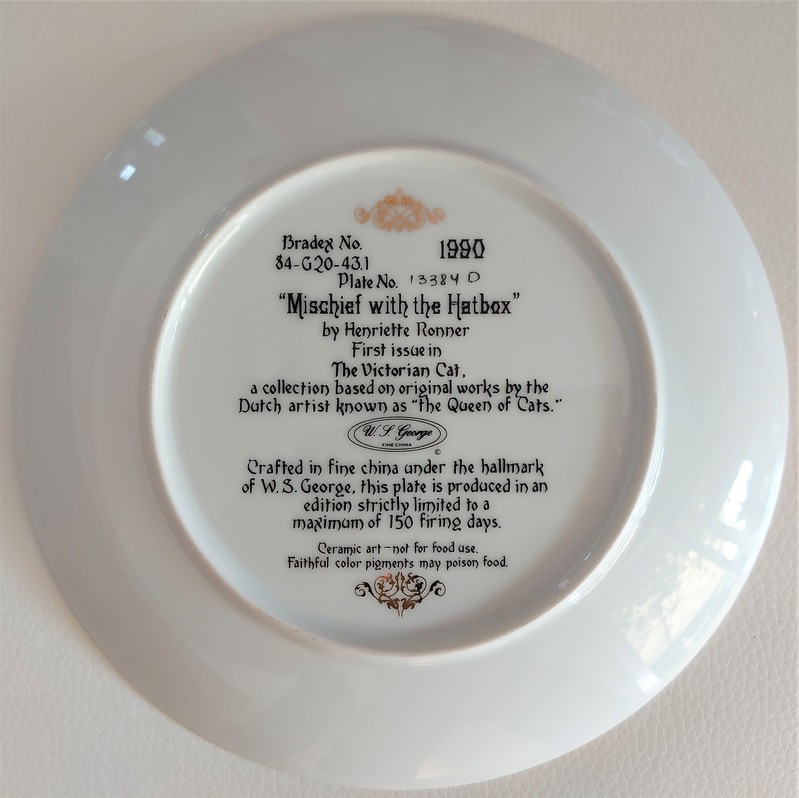 Bradex No.
84-G20-43.1
1990
Plate No. 13384 D
“Mischief with the Hatbox”
by Henriette Ronner
First issue in
The Victorian Cat,
a collection based on original works by the
Dutch artist known as “The Queen of Cats.”
W. S. George
FINE CHINA
©
Crafted in fine china under the hallmark
of W. S. George, this plate is produced in an
edition strictly limited to a
maximum of 150 firing days.
Ceramic art – not for food use.
Faithful color pigments may poison food.